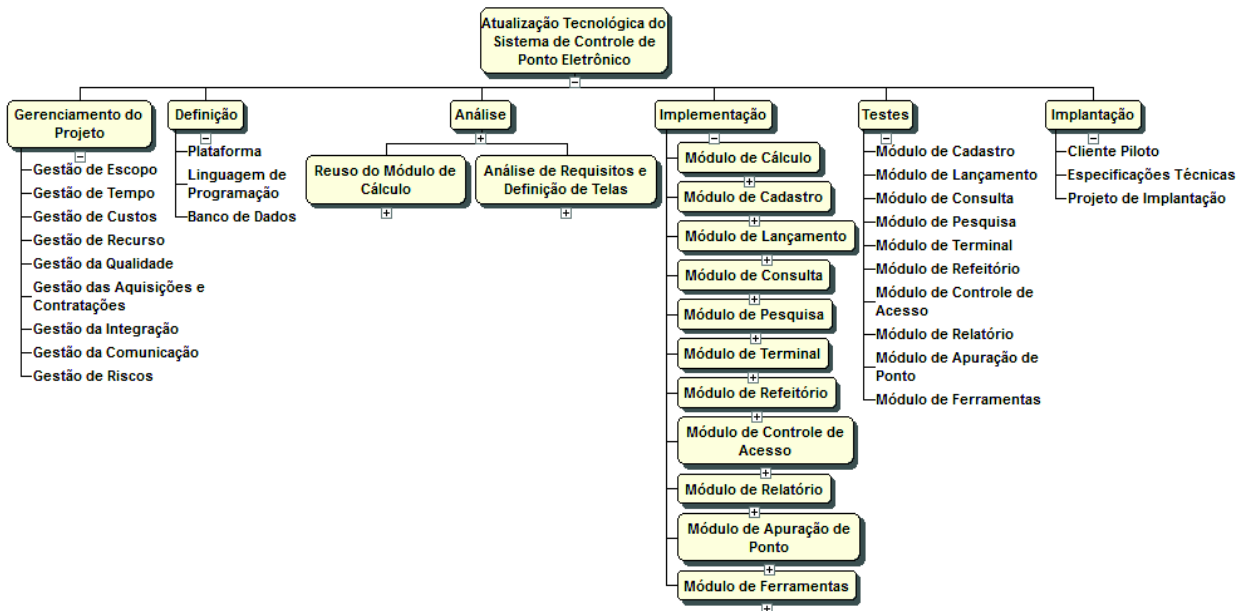 Atualização Tecnológica do
Sistema de Controle de
Ponto Eletrônico
Gerenciamento do
Projeto
Gestão de Escopo
Gestão de Tempo
Gestão de Custos
Gestão de Recurso
Gestão da Qualidade
Gestão das Aquisições e
Contratações
Gestão da Integração
Gestão da Comunicação
Gestão de Riscos
Definição
Plataforma
Linguagem de
Programação
Banco de Dados
Análise
Reuso do Módulo de
Cálculo
Análise de Requisitos e
Definição de Telas
Implementação
Módulo de Cálculo
Módulo de Cadastro
Módulo de Lançamento
Módulo de Consulta
Módulo de Pesquisa
Módulo de Terminal
Módulo de Refeitório
Módulo de Controle de
Acesso
Módulo de Relatório
Módulo de Apuração de
Ponto
Módulo de Ferramentas
Testes
Módulo de Cadastro
Módulo de Lançamento
Módulo de Consulta
Módulo de Pesquisa
Módulo de Terminal
Módulo de Refeitório
Módulo de Controle de
Acesso
Módulo de Relatório
Módulo de Apuração de
Ponto
Módulo de Ferramentas
Implantação
Cliente Piloto
Especificações Técnicas
Projeto de Implantação